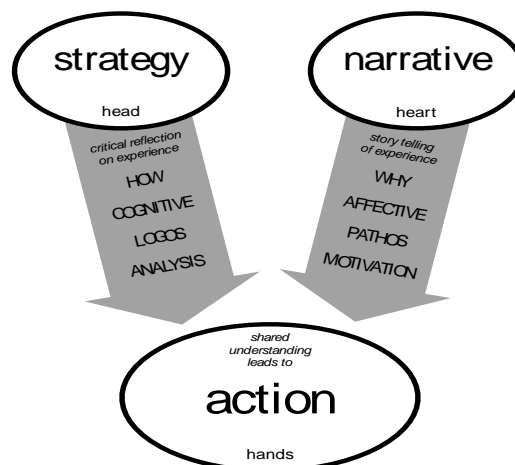 strategy
head
critical reflection
on experience
HOW
COGNITIVE
LOGOS
ANALYSIS
narrative
heart
story telling
of experience
WHY
AFFECTIVE
PATHOS
MOTIVATION
shared
understanding
leads to
action
hands